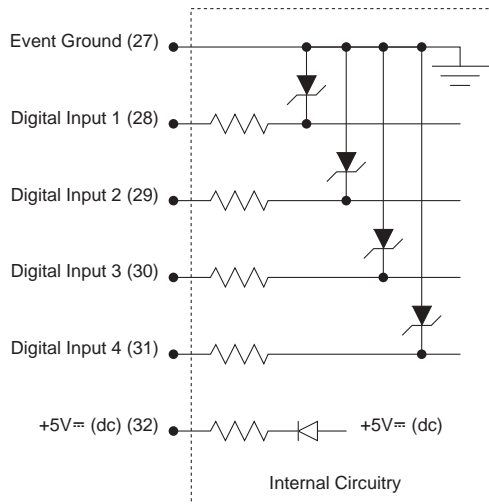 Event Ground (27)
Digital Input 1 (28)
Digital Input 2 (29)
Digital Input 3 (30)
Digital Input 4 (31)
+5V⎓ (dc) (32) +5V⎓ (dc)
Internal Circuitry